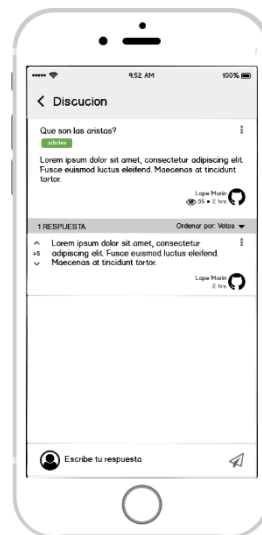 9:52 AM 100%
Discucion
Que son las aristas?
arboles
Lorem ipsum dolor sit amet, consectetur adipiscing elit.
Fusce euismod luctus eleifend. Maecenas at tincidunt
tortor.
Lope Marin
35 • 2 hrs
1 RESPUESTA Ordenar por: Votos
Lorem ipsum dolor sit amet, consectetur
+5 adipiscing elit. Fusce euismod luctus eleifend.
Maecenas at tincidunt tortor.
Lope Marin
2 hrs
Escribe tu respuesta